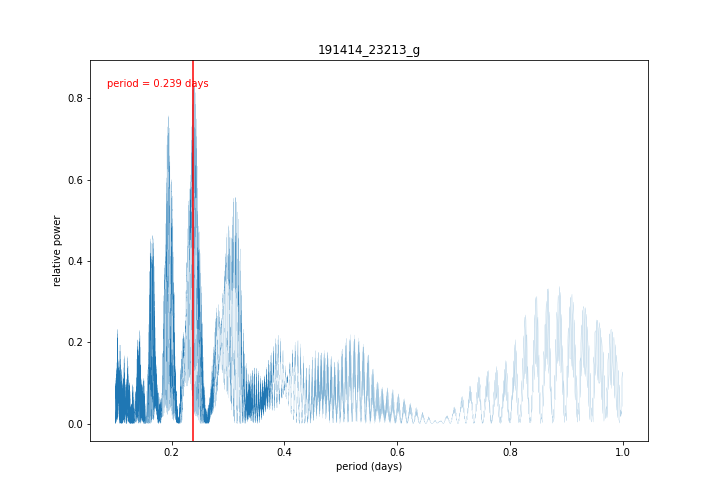 191414_23213_g
period = 0.239 days
relative power
0.8
0.6
0.4
0.2
0.0
0.2 0.4 0.6 0.8 1.0
period (days)